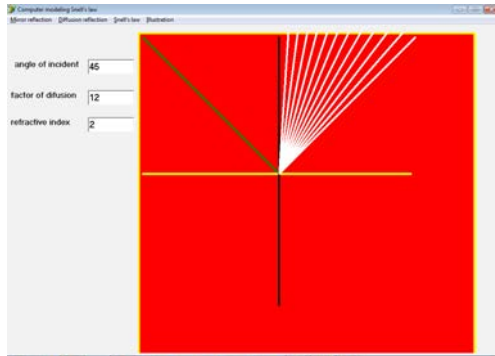 Computer modeling Snell's law
Mirror reflection Difussion reflection Snell's law Illustration
angle of incident 45
factor of difusion 12
refractive index 2